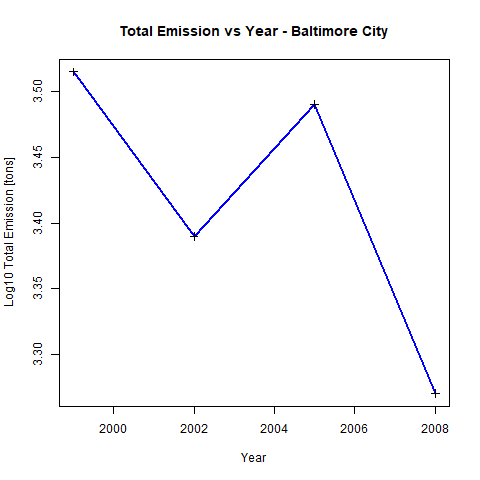 Total Emission vs Year - Baltimore City
Log10 Total Emission [tons]
3.50
3.45
3.40
3.35
3.30
2000 2002 2004 2006 2008
Year